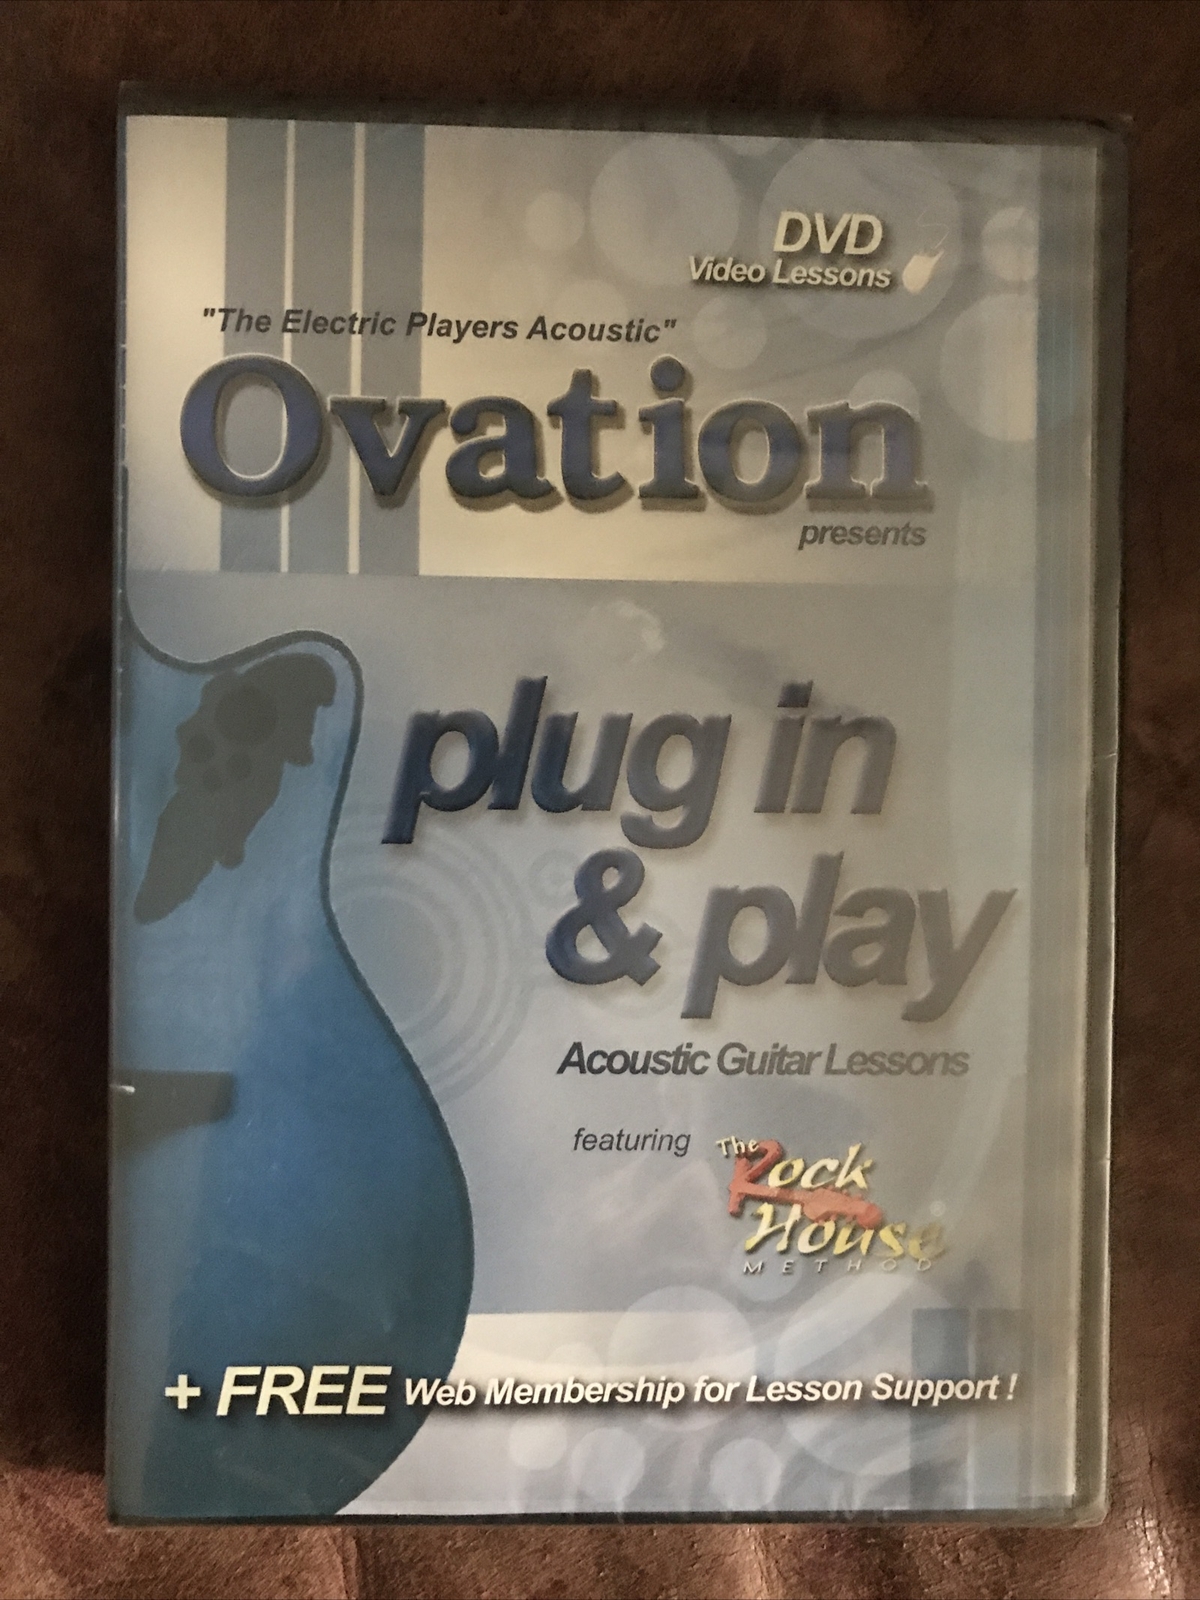 DVD
Video Lessons
"The Electric Players Acoustic"
Ovation
presents
plug in
& play
Acoustic Guitar Lessons
featuring
The
Rock
House®
METHOD
+ FREE Web Membership for Lesson Support !